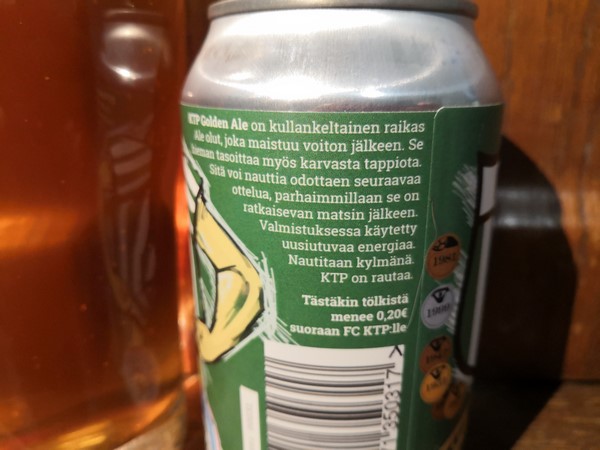 KTP Golden Ale on kullankeltainen raikas
Ale olut, joka maistuu voiton jälkeen. Se
hieman tasoittaa myös karvasta tappiota.
Sitä voi nauttia odottaen seuraavaa
ottelua, parhaimmillaan se on
ratkaisevan matsin jälkeen.
Valmistuksessa käytetty
uusiutuvaa energiaa.
Nautitaan kylmänä.
KTP on rautaa.
Tästäkin tölkistä
menee 0,20€
suoraan FC KTP:lle
1350317